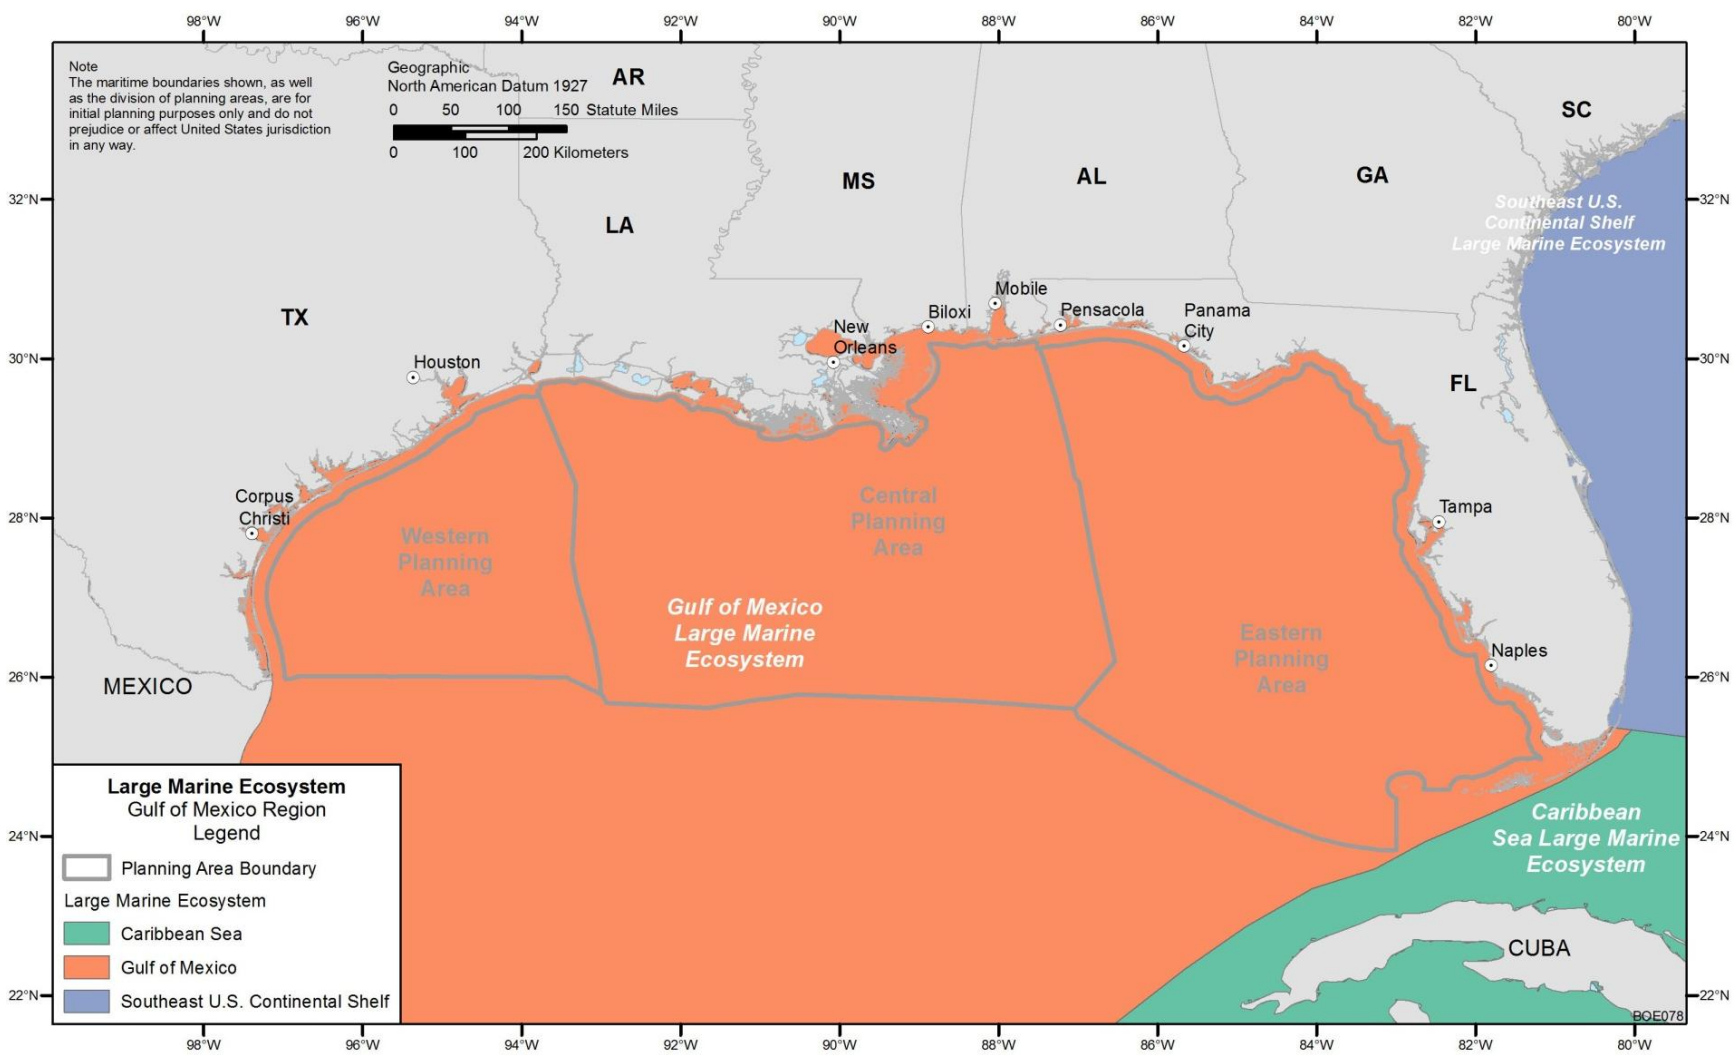 98°W 96°W 94°W 92°W 90°W 88°W 86°W 84°W 82°W 80°W
Note
The maritime boundaries shown, as well
as the division of planning areas, are for
initial planning purposes only and do not
prejudice or affect United States jurisdiction
in any way.
Geographic
North American Datum 1927
0 50 100 150 Statute Miles
0 100 200 Kilometers
AR
SC
MS
AL
GA
32°N
32°N
LA
Southeast U.S.
Continental Shelf
Large Marine Ecosystem
TX
Mobile
Biloxi
Pensacola
Panama
City
New
Orleans
30°N
30°N
Houston
FL
Corpus
Christi
Central
Planning
Area
Tampa
28°N
28°N
Western
Planning
Area
Gulf of Mexico
Large Marine
Ecosystem
Eastern
Planning
Area
Naples
MEXICO
26°N
26°N
Large Marine Ecosystem
Gulf of Mexico Region
Legend
Planning Area Boundary
Large Marine Ecosystem
Caribbean Sea
Gulf of Mexico
Southeast U.S. Continental Shelf
Caribbean
Sea Large Marine
Ecosystem
24°N
24°N
CUBA
22°N
22°N
BOE078
98°W 96°W 94°W 92°W 90°W 88°W 86°W 84°W 82°W 80°W